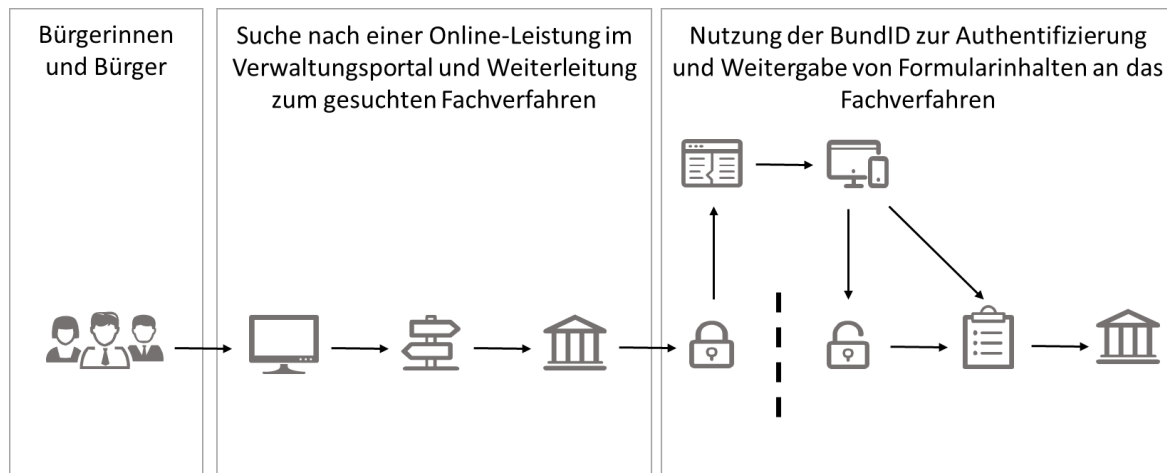 Bürgerinnen
und Bürger
Suche nach einer Online-Leistung im
Verwaltungsportal und Weiterleitung
zum gesuchten Fachverfahren
Nutzung der BundID zur Authentifizierung
und Weitergabe von Formularinhalten an das
Fachverfahren